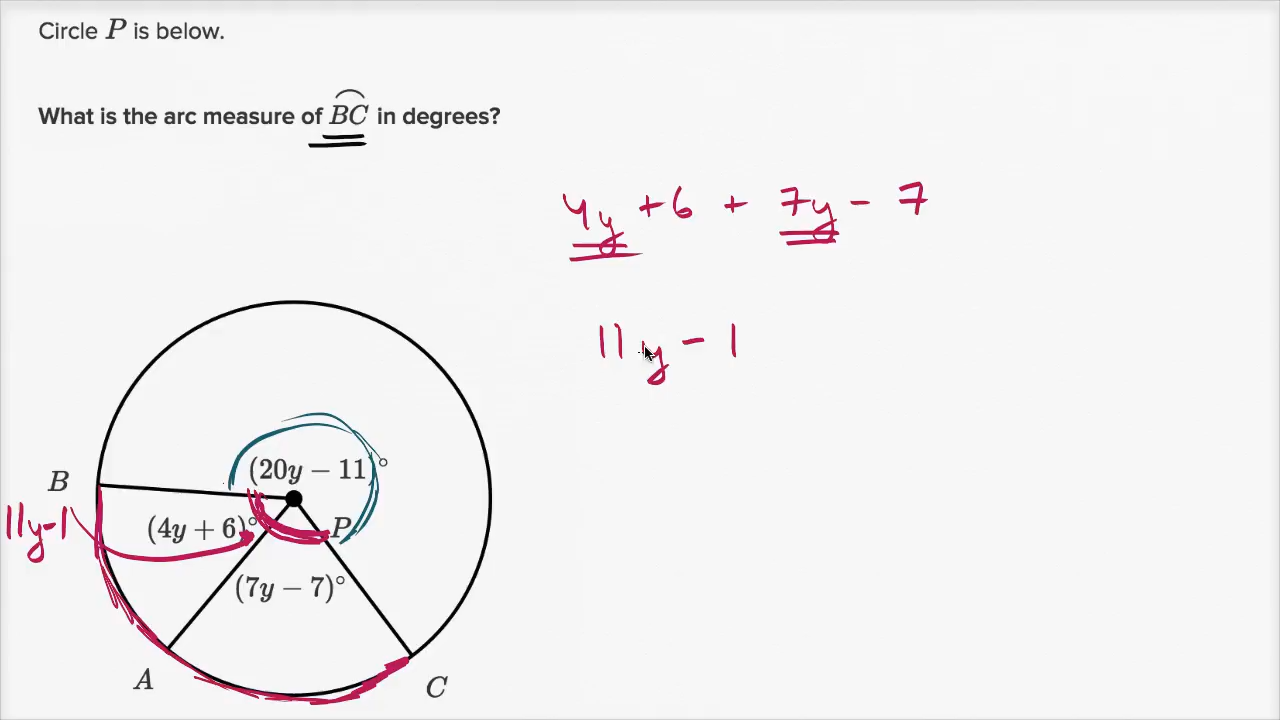 Circle P is below.
What is the arc measure of BC in degrees?
4y + 6 + 7y - 7
11y - 1
(20y − 11)°
B
11y-1
(4y + 6)°
P
(7y − 7)°
A
C